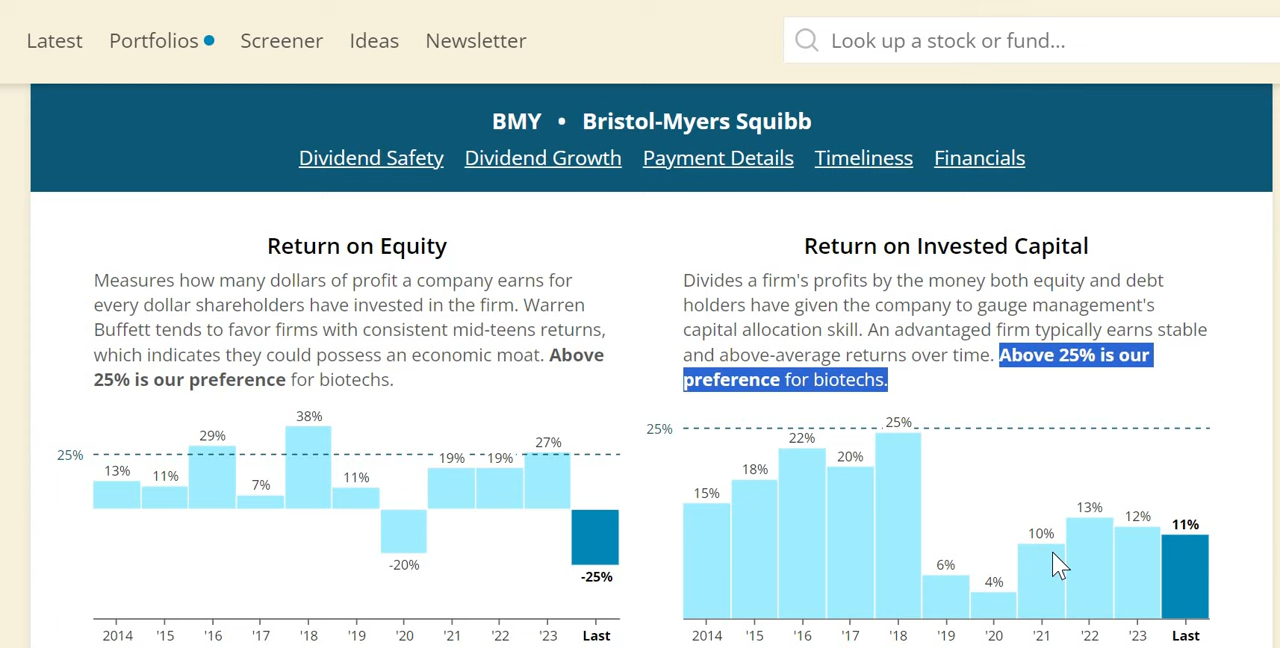 Latest Portfolios Screener Ideas Newsletter Look up a stock or fund...
BMY • Bristol-Myers Squibb
Dividend Safety Dividend Growth Payment Details Timeliness Financials
Return on Equity
Measures how many dollars of profit a company earns for
every dollar shareholders have invested in the firm. Warren
Buffett tends to favor firms with consistent mid-teens returns,
which indicates they could possess an economic moat. Above
25% is our preference for biotechs.
38%
29%
27%
25%
19%
19%
13%
11%
11%
7%
-20%
-25%
2014 '15 '16 '17 '18 '19 '20 '21 '22 '23 Last
Return on Invested Capital
Divides a firm's profits by the money both equity and debt
holders have given the company to gauge management's
capital allocation skill. An advantaged firm typically earns stable
and above-average returns over time. Above 25% is our
preference for biotechs.
25%
25%
22%
20%
18%
15%
13%
12%
11%
10%
6%
4%
2014 '15 '16 '17 '18 '19 '20 '21 '22 '23 Last